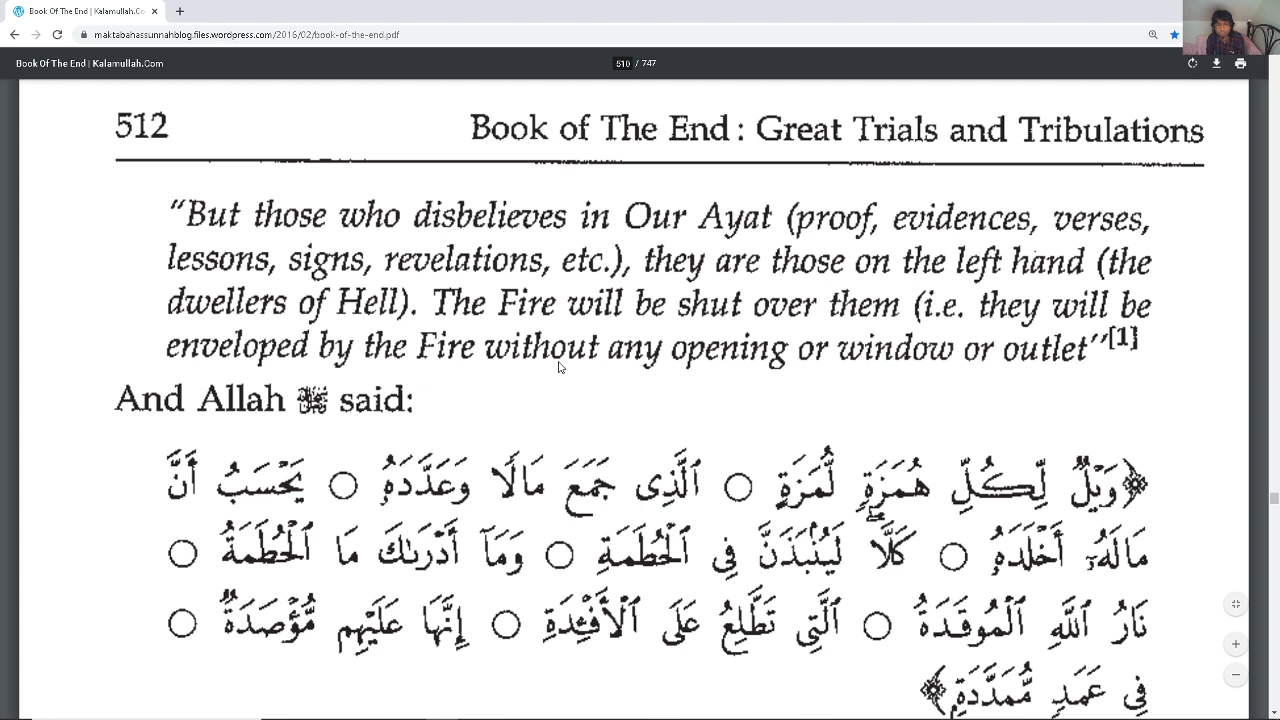 Book Of The End | Kalamullah.Co
maktabahassunnahblog.files.wordpress.com/2016/02/book-of-the-end.pdf
Book Of The End | Kalamullah.Com
510 / 747
512
Book of The End : Great Trials and Tribulations
“But those who disbelieves in Our Ayat (proof, evidences, verses,
lessons, signs, revelations, etc.), they are those on the left hand (the
dwellers of Hell). The Fire will be shut over them (i.e. they will be
enveloped by the Fire without any opening or window or outlet”[1]
And Allah ﷻ said:
﴿وَيْلٌ لِّكُلِّ هُمَزَةٍ لُّمَزَةٍ ○ ٱلَّذِى جَمَعَ مَالًا وَعَدَّدَهُۥ ○ يَحْسَبُ أَنَّ
مَالَهُۥٓ أَخْلَدَهُۥ ○ كَلَّا ۖ لَيُنۢبَذَنَّ فِى ٱلْحُطَمَةِ ○ وَمَآ أَدْرَىٰكَ مَا ٱلْحُطَمَةُ ○
نَارُ ٱللَّهِ ٱلْمُوقَدَةُ ○ ٱلَّتِى تَطَّلِعُ عَلَى ٱلْأَفْـِٔدَةِ ○ إِنَّهَا عَلَيْهِم مُّؤْصَدَةٌ ○
فِى عَمَدٍ مُّمَدَّدَةٍۭ﴾